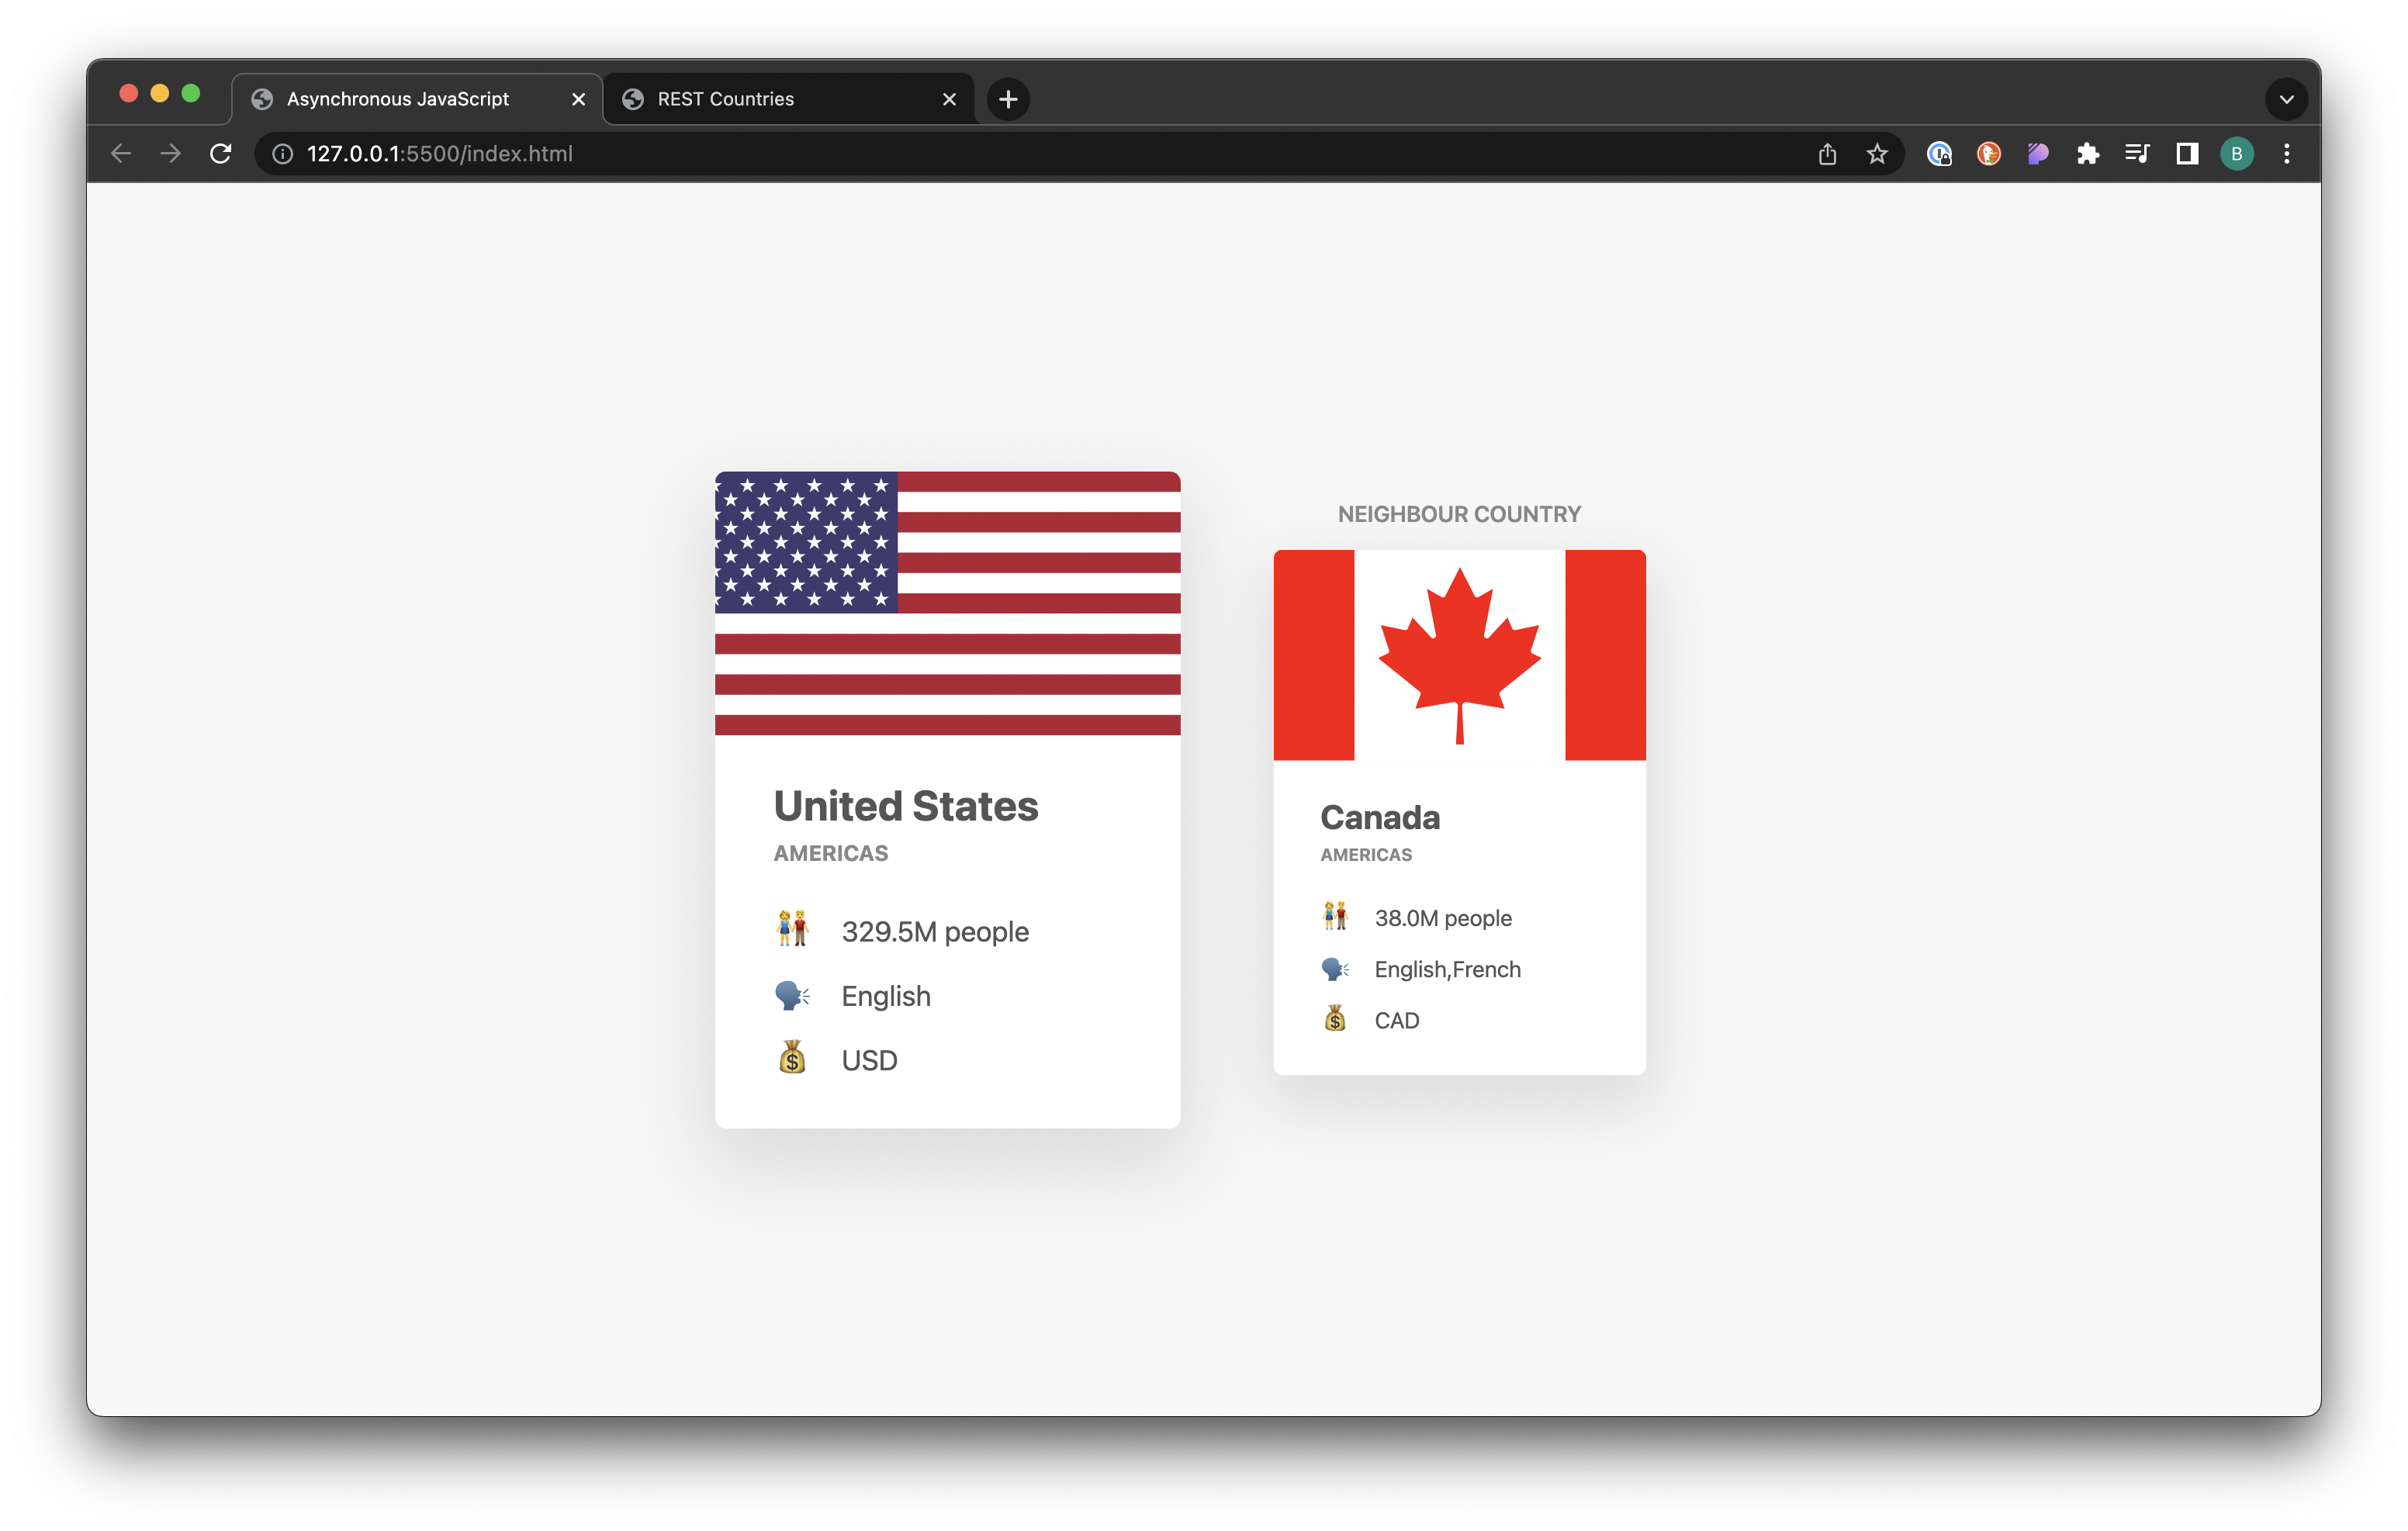 Asynchronous JavaScript
REST Countries
127.0.0.1:5500/index.html
B
United States
AMERICAS
329.5M people
English
USD
NEIGHBOUR COUNTRY
Canada
AMERICAS
38.0M people
English,French
CAD